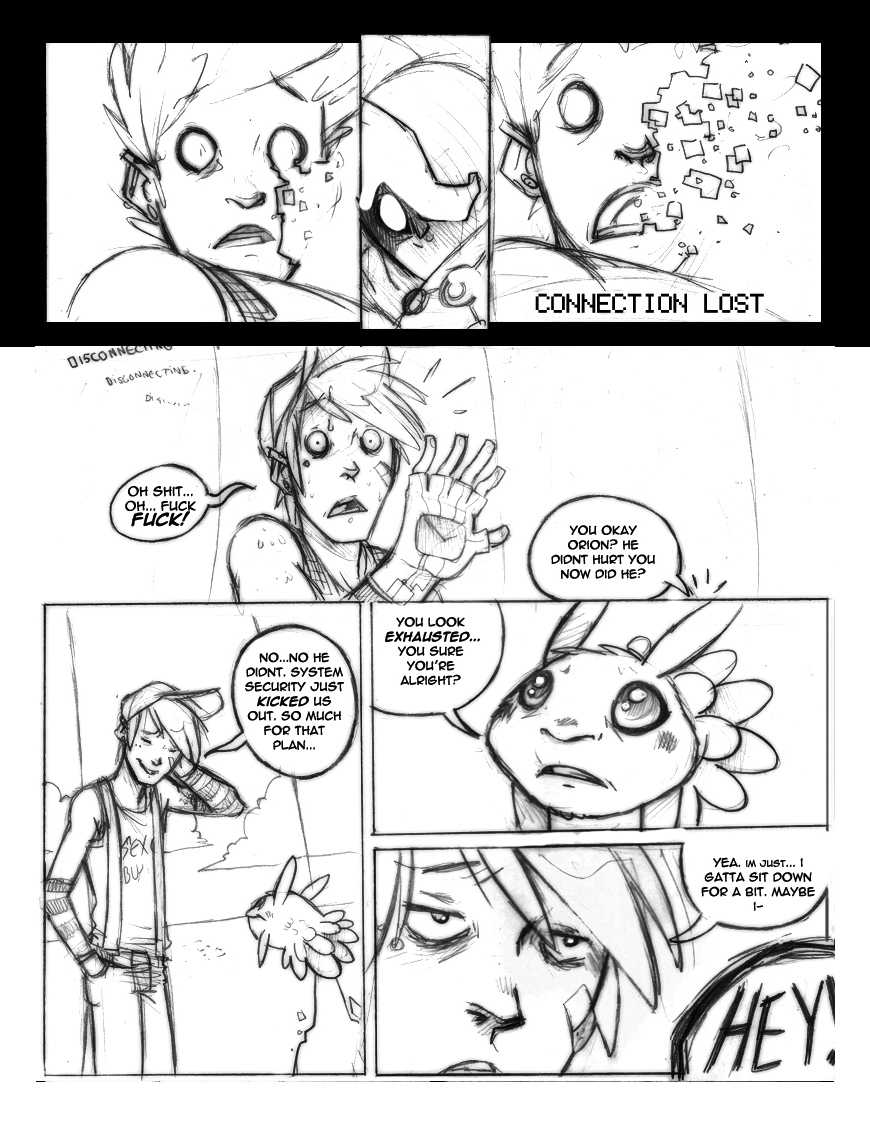 CONNECTION LOST
DISCONNECTING
DISCONNECTING.
OH SHIT...
OH... FUCK
FUCK!
YOU OKAY
ORION? HE
DIDNT HURT YOU
NOW DID HE?
NO...NO HE
DIDNT. SYSTEM
SECURITY JUST
KICKED US
OUT. SO MUCH
FOR THAT
PLAN...
YOU LOOK
EXHAUSTED...
YOU SURE
YOU'RE
ALRIGHT?
YEA. IM JUST... I
GATTA SIT DOWN
FOR A BIT. MAYBE
I-
HEY!